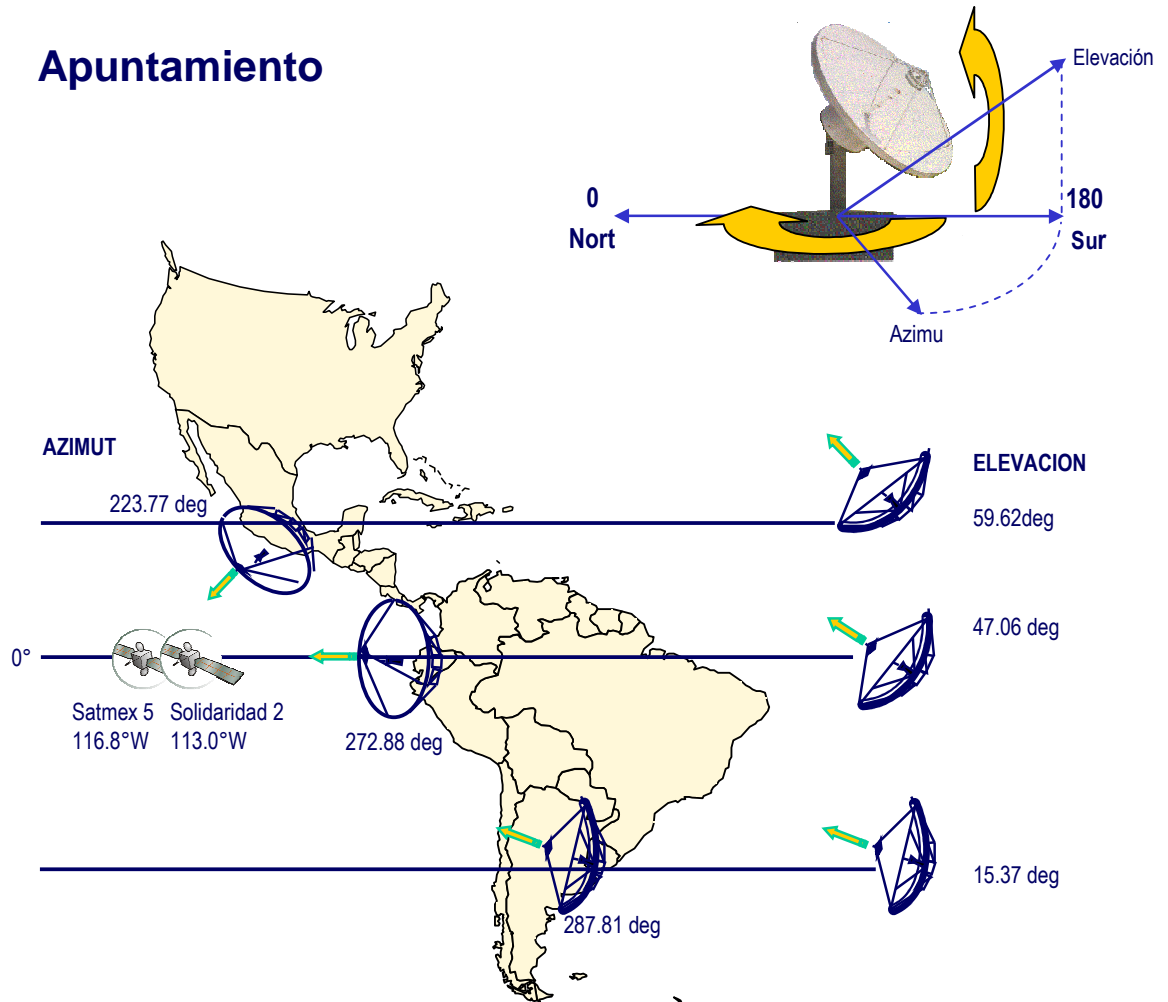 Apuntamiento
Elevación
0
180
Nort
Sur
Azimu
AZIMUT
ELEVACION
223.77 deg
59.62deg
47.06 deg
0°
Satmex 5
Solidaridad 2
116.8°W
113.0°W
272.88 deg
15.37 deg
287.81 deg